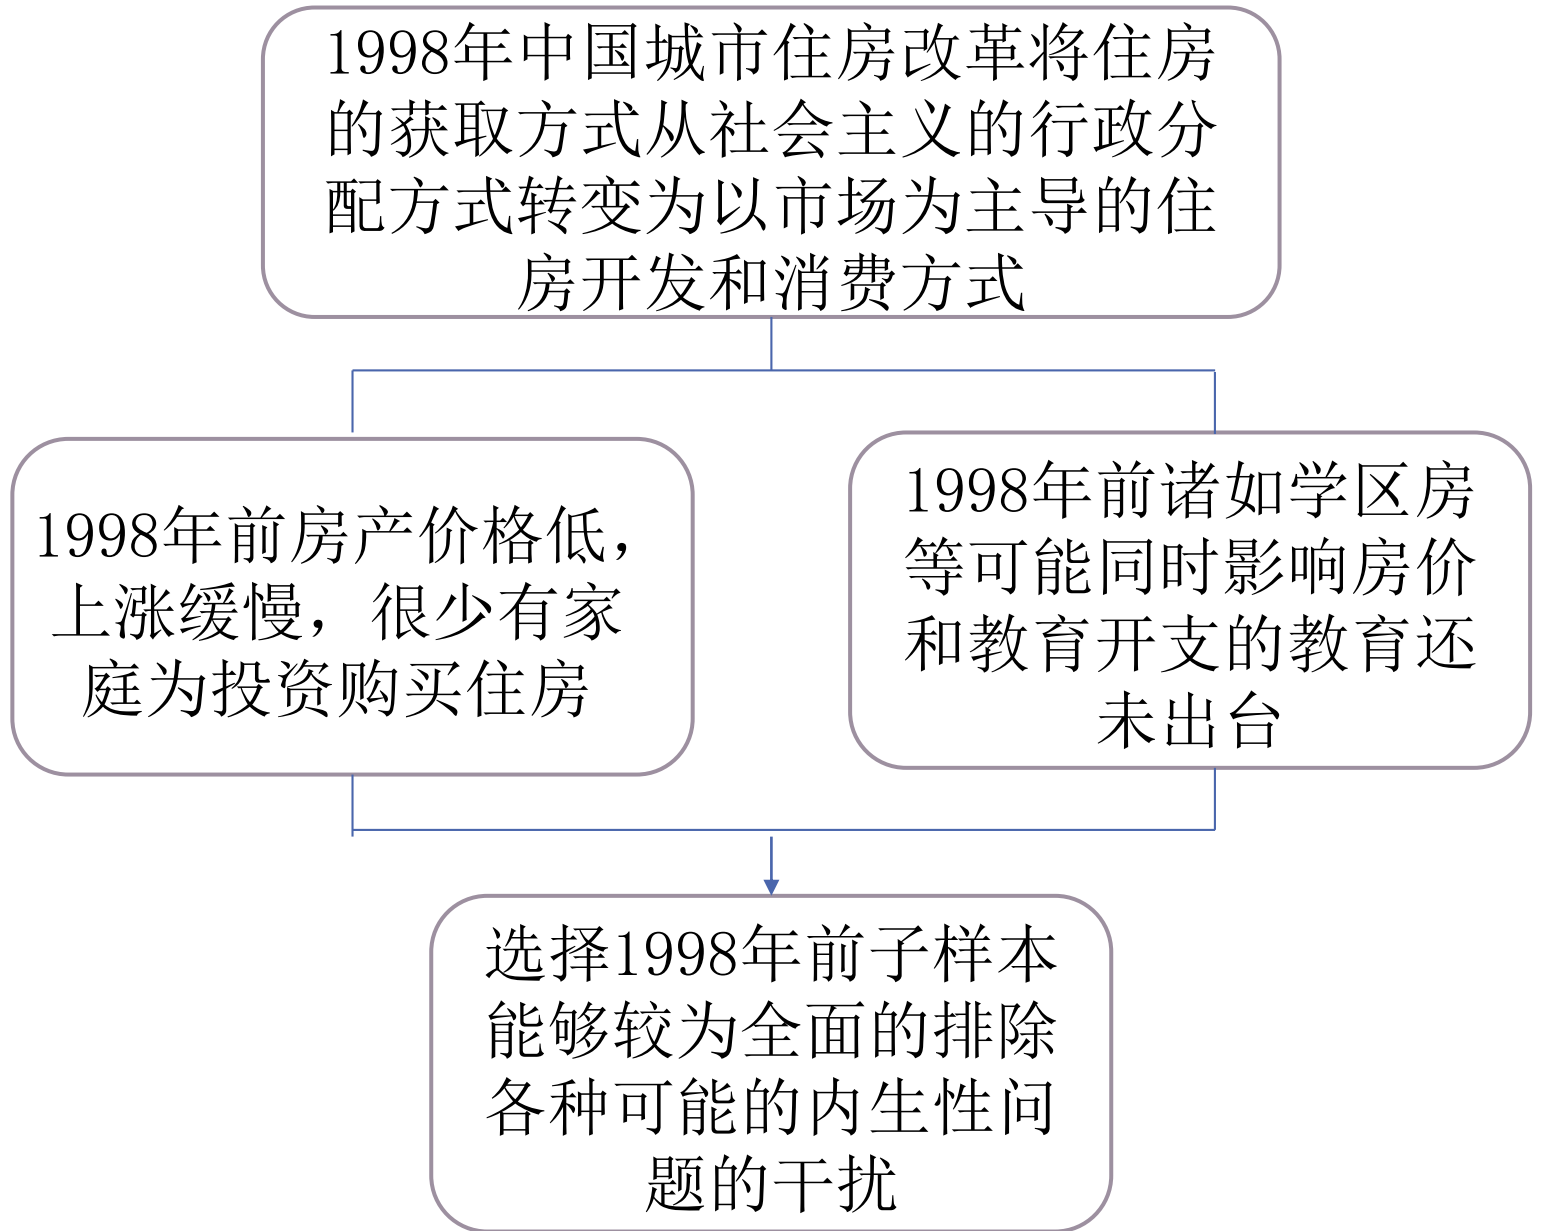 1998年中国城市住房改革将住房
的获取方式从社会主义的行政分
配方式转变为以市场为主导的住
房开发和消费方式
1998年前房产价格低，
上涨缓慢，很少有家
庭为投资购买住房
1998年前诸如学区房
等可能同时影响房价
和教育开支的教育还
未出台
选择1998年前子样本
能够较为全面的排除
各种可能的内生性问
题的干扰